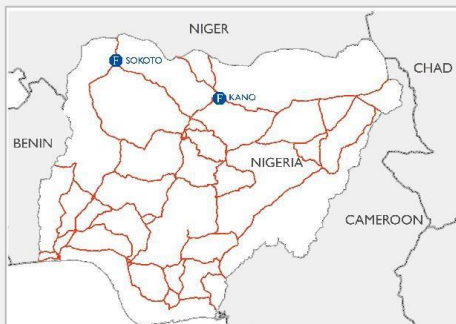 NIGER
F SOKOTO
CHAD
F KANO
BENIN
NIGERIA
CAMEROON